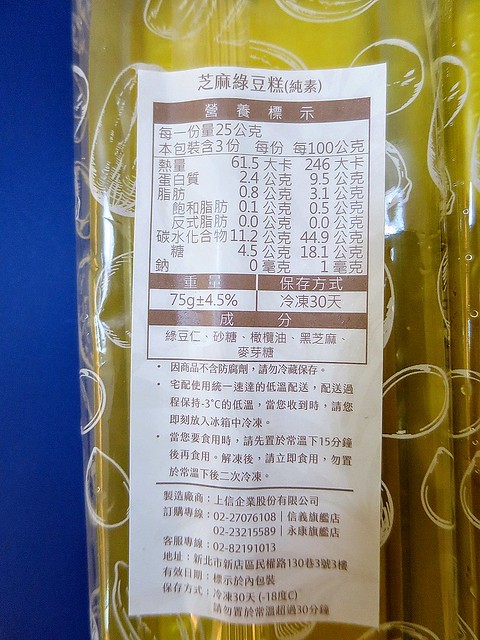 芝麻綠豆糕(純素)
營 養 標 示
每一份量25公克
本包裝含3份 每份 每100公克
熱量 61.5 大卡 246 大卡
蛋白質 2.4 公克 9.5 公克
脂肪 0.8 公克 3.1 公克
飽和脂肪 0.1 公克 0.5 公克
反式脂肪 0.0 公克 0.0 公克
碳水化合物 11.2 公克 44.9 公克
糖 4.5 公克 18.1 公克
鈉 0 毫克 1 毫克
重 量 保存方式
75g±4.5% 冷凍30天
成 分
綠豆仁、砂糖、橄欖油、黑芝麻、
麥芽糖
・ 因商品不含防腐劑，請勿冷藏保存。
・ 宅配使用統一速達的低溫配送，配送過
程保持-3℃的低溫，當您收到時，請您
即刻放入冰箱中冷凍。
・ 當您要食用時，請先置於常溫下15分鐘
後再食用。解凍後，請立即食用，勿置
於常溫下後二次冷凍。
製造廠商：上信企業股份有限公司
訂購專線：02-27076108｜信義旗艦店
02-23215589｜永康旗艦店
客服專線：02-82191013
地址：新北市新店區民權路130巷3號3樓
有效日期：標示於內包裝
保存方式：冷凍30天(-18度C)
請勿置於常溫超過30分鐘